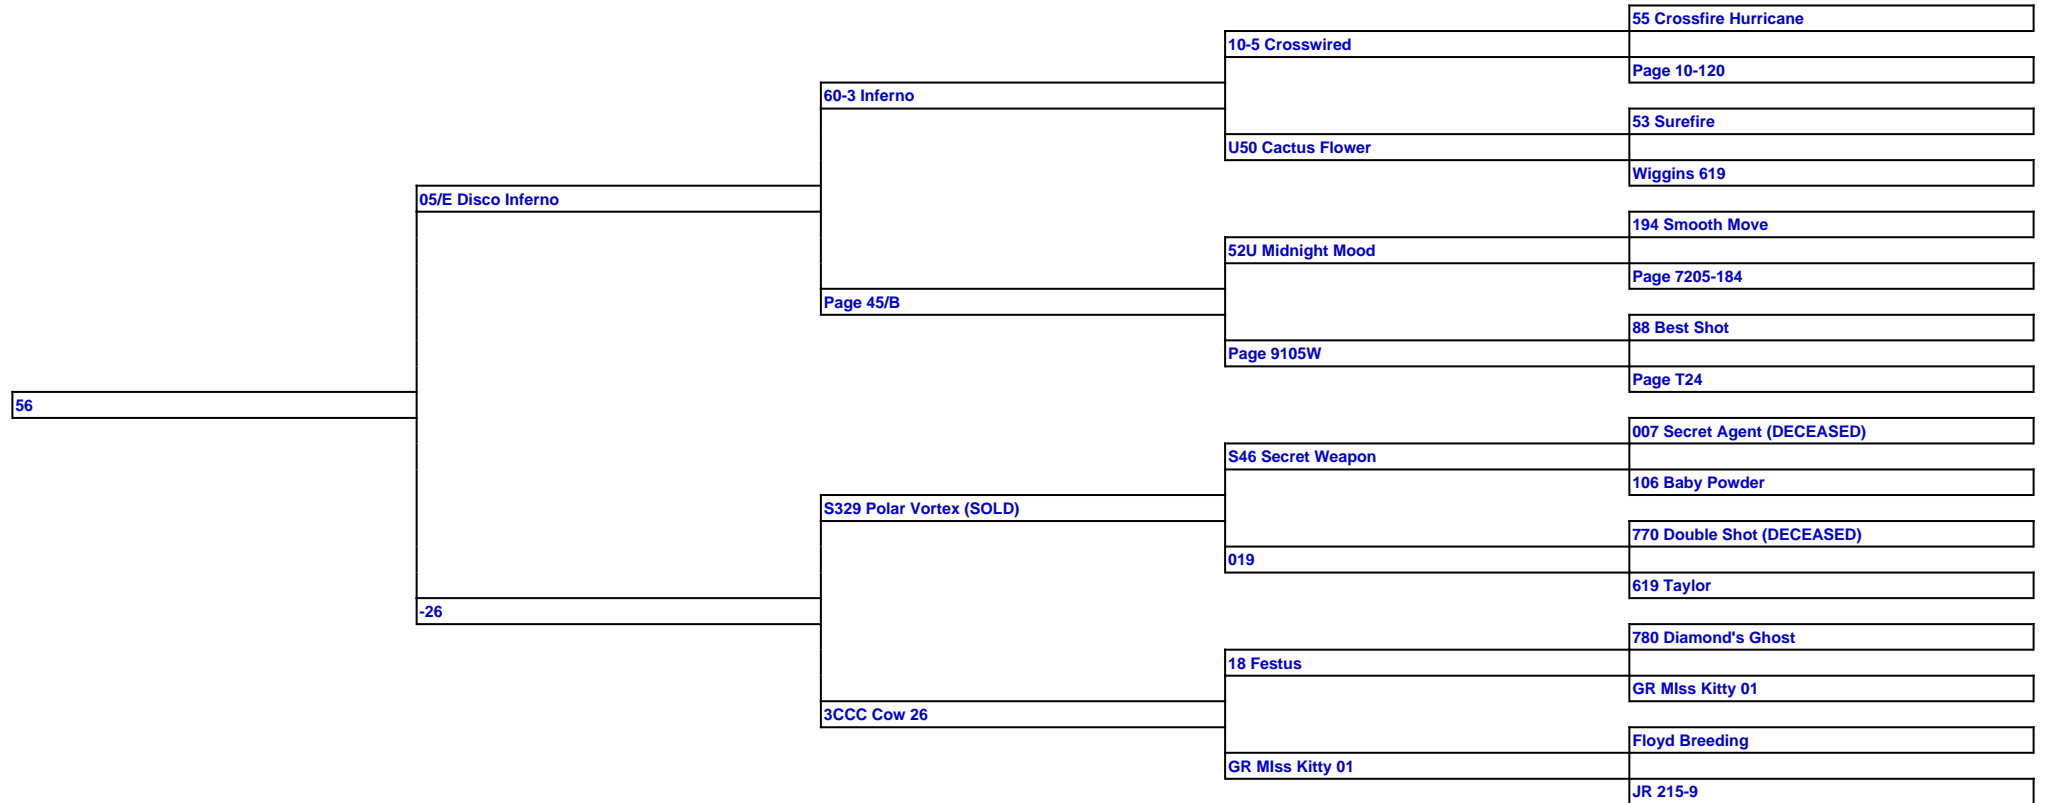 55 Crossfire Hurricane
10-5 Crosswired
Page 10-120
60-3 Inferno
53 Surefire
U50 Cactus Flower
Wiggins 619
05/E Disco Inferno
194 Smooth Move
52U Midnight Mood
Page 7205-184
Page 45/B
88 Best Shot
Page 9105W
Page T24
56
007 Secret Agent (DECEASED)
S46 Secret Weapon
106 Baby Powder
S329 Polar Vortex (SOLD)
770 Double Shot (DECEASED)
019
619 Taylor
-26
780 Diamond's Ghost
18 Festus
GR MIss Kitty 01
3CCC Cow 26
Floyd Breeding
GR MIss Kitty 01
JR 215-9